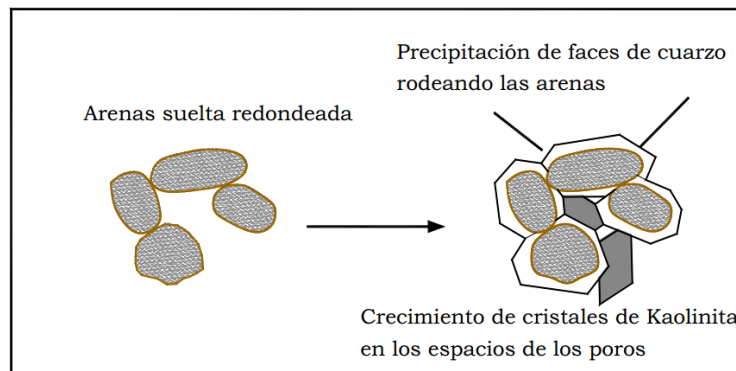 Precipitación de faces de cuarzo
rodeando las arenas
Arenas suelta redondeada
Crecimiento de cristales de Kaolinita
en los espacios de los poros